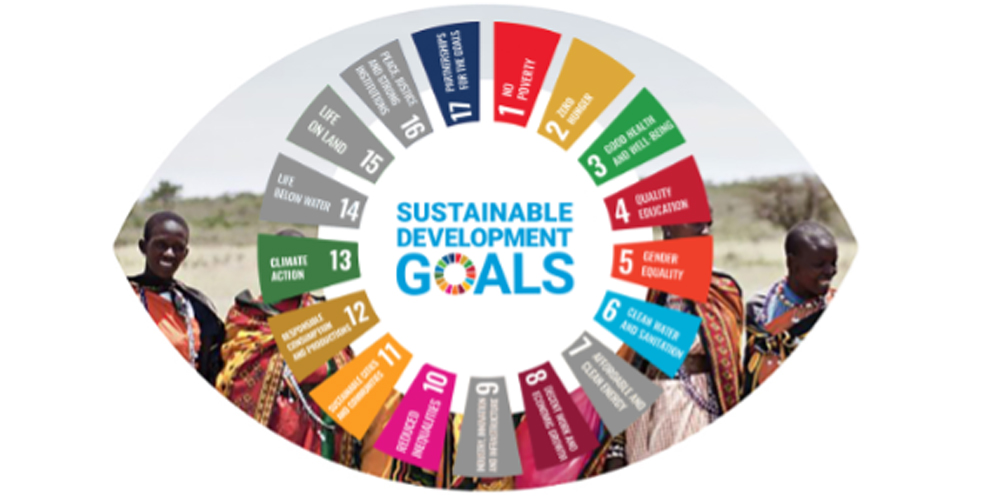 SUSTAINABLE
DEVELOPMENT
GOALS
1 NO
POVERTY
2 ZERO
HUNGER
3 GOOD HEALTH
AND WELL-BEING
4 QUALITY
EDUCATION
5 GENDER
EQUALITY
6 CLEAN WATER
AND SANITATION
7 AFFORDABLE AND
CLEAN ENERGY
8 DECENT WORK AND
ECONOMIC GROWTH
9 INDUSTRY, INNOVATION
AND INFRASTRUCTURE
10 REDUCED
INEQUALITIES
11 SUSTAINABLE CITIES
AND COMMUNITIES
12 RESPONSIBLE
CONSUMPTION
AND PRODUCTIONS
13 CLIMATE
ACTION
14 LIFE
BELOW WATER
15 LIFE
ON LAND
16 PEACE, JUSTICE
AND STRONG
INSTITUTIONS
17 PARTNERSHIPS
FOR THE GOALS